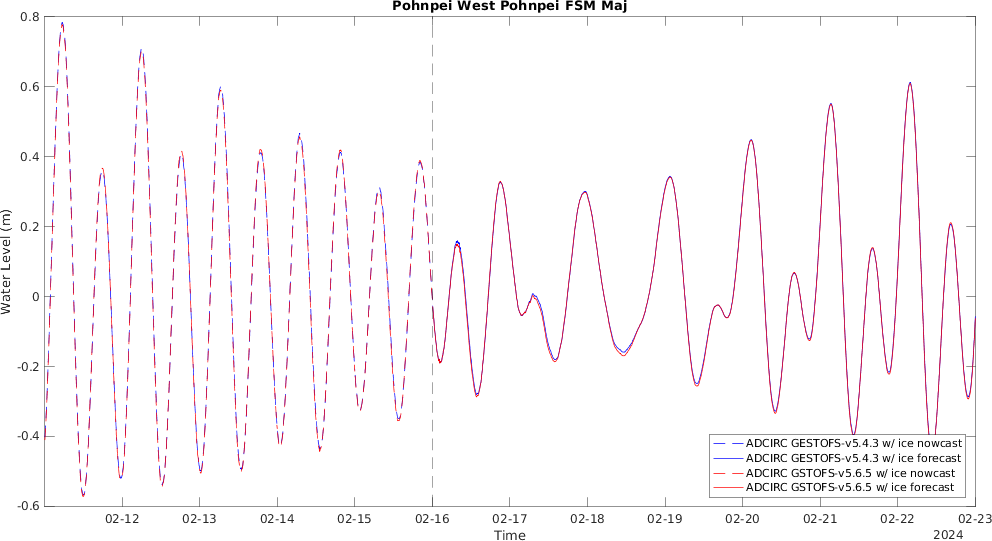 Pohnpei West Pohnpei FSM Maj
Water Level (m)
0.8
0.6
0.4
0.2
0
-0.2
-0.4
-0.6
ADCIRC GESTOFS-v5.4.3 w/ ice nowcast
ADCIRC GESTOFS-v5.4.3 w/ ice forecast
ADCIRC GSTOFS-v5.6.5 w/ ice nowcast
ADCIRC GSTOFS-v5.6.5 w/ ice forecast
02-12 02-13 02-14 02-15 02-16 02-17 02-18 02-19 02-20 02-21 02-22 02-23
Time
2024